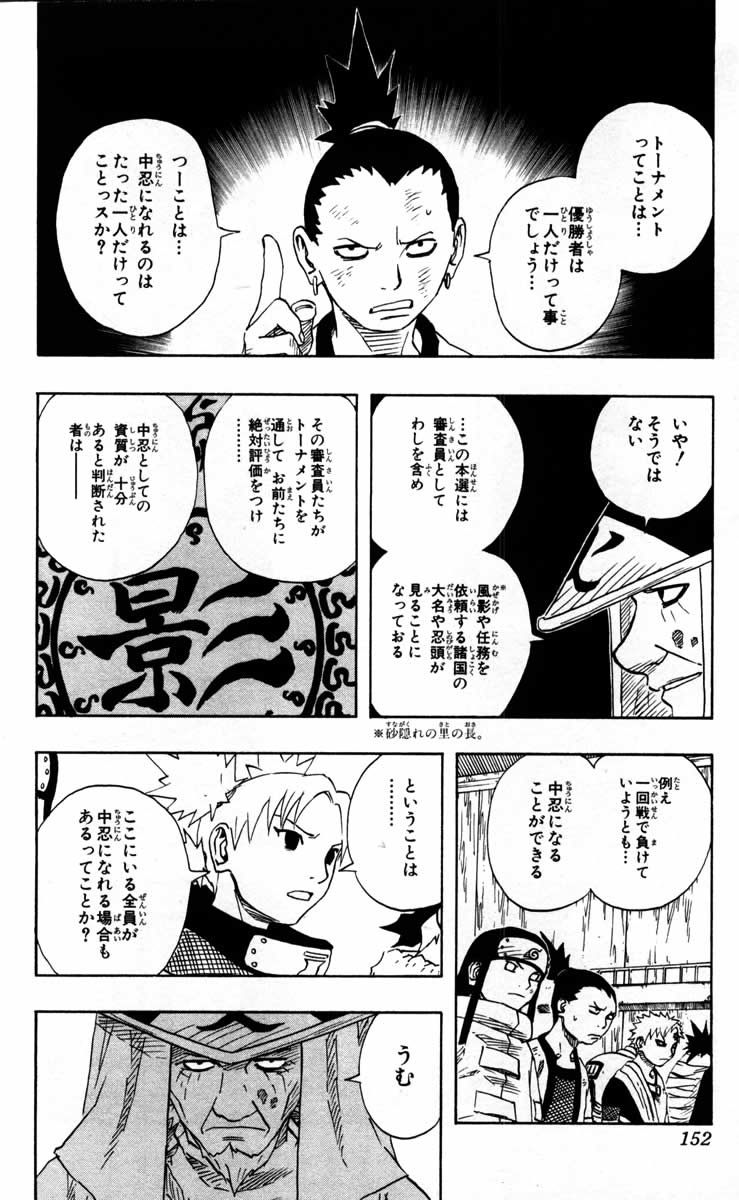 トーナメント
ってことは…
優勝者は
一人だけって事
でしょう…
つーことは…
中忍になれるのは
たった一人だけって
ことっスか?
いや!
そうでは
ない
…この本選には
審査員として
わしを含め
※風影や任務を
依頼する諸国の
大名や忍頭が
見ることに
なっておる
※砂隠れの里の長。
その審査員たちが
トーナメントを
通して お前たちに
絶対評価をつけ
………
中忍としての
資質が 十分
あると判断された
者は──
影
例え
一回戦で負けて
いようとも…
中忍になる
ことができる
ということは
………
ここにいる全員が
中忍になれる場合も
あるってことか?
うむ
152